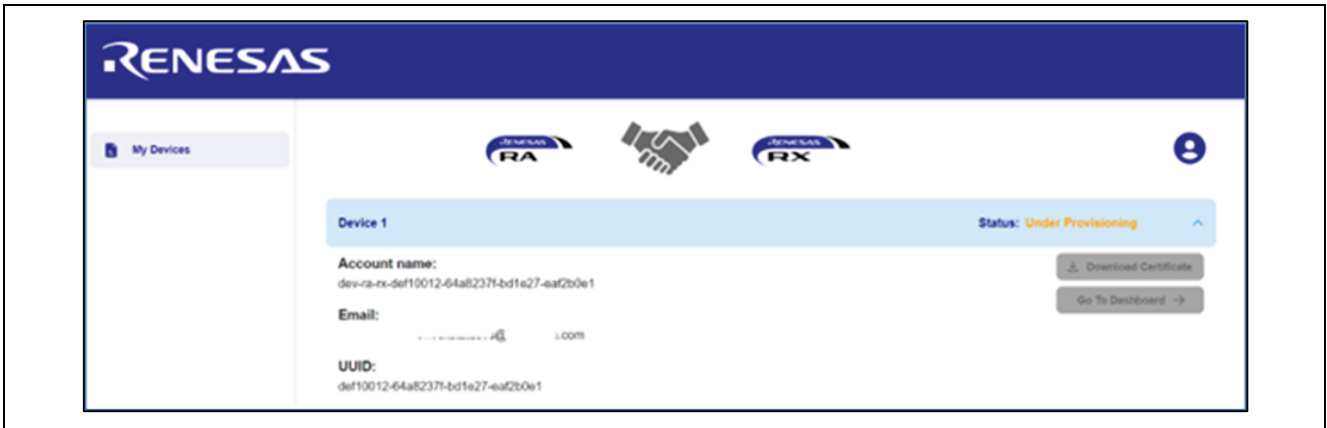 RENESAS
My Devices
RENESAS
RA
RENESAS
RX
Device 1
Status: Under Provisioning
Download Certificate
Go To Dashboard
Account name:
dev-ra-rx-def10012-64a8237f-bd1e27-eaf2b0e1
Email:
.com
UUID:
def10012-64a8237f-bd1e27-eaf2b0e1